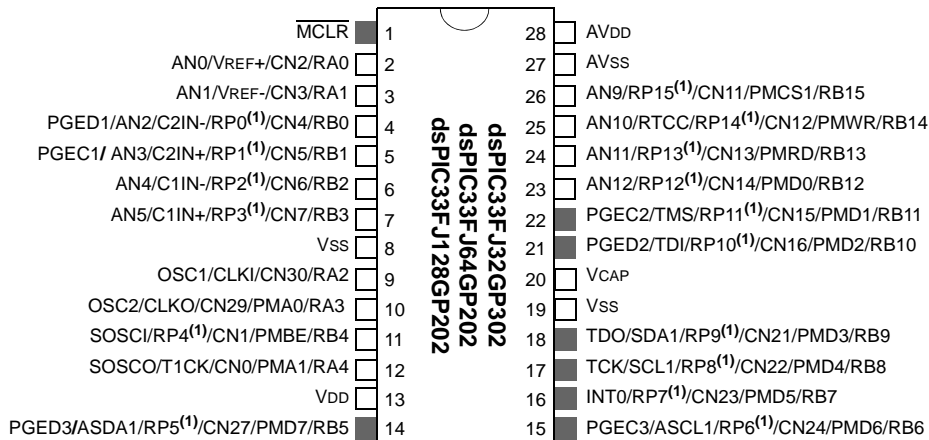 MCLR 1 28 AVDD
AN0/VREF+/CN2/RA0 2 27 AVSS
AN1/VREF-/CN3/RA1 3 26 AN9/RP15(1)/CN11/PMCS1/RB15
PGED1/AN2/C2IN-/RP0(1)/CN4/RB0 4 25 AN10/RTCC/RP14(1)/CN12/PMWR/RB14
PGEC1/ AN3/C2IN+/RP1(1)/CN5/RB1 5 24 AN11/RP13(1)/CN13/PMRD/RB13
AN4/C1IN-/RP2(1)/CN6/RB2 6 23 AN12/RP12(1)/CN14/PMD0/RB12
AN5/C1IN+/RP3(1)/CN7/RB3 7 22 PGEC2/TMS/RP11(1)/CN15/PMD1/RB11
VSS 8 21 PGED2/TDI/RP10(1)/CN16/PMD2/RB10
OSC1/CLKI/CN30/RA2 9 20 VCAP
OSC2/CLKO/CN29/PMA0/RA3 10 19 VSS
SOSCI/RP4(1)/CN1/PMBE/RB4 11 18 TDO/SDA1/RP9(1)/CN21/PMD3/RB9
SOSCO/T1CK/CN0/PMA1/RA4 12 17 TCK/SCL1/RP8(1)/CN22/PMD4/RB8
VDD 13 16 INT0/RP7(1)/CN23/PMD5/RB7
PGED3/ASDA1/RP5(1)/CN27/PMD7/RB5 14 15 PGEC3/ASCL1/RP6(1)/CN24/PMD6/RB6
dsPIC33FJ32GP302
dsPIC33FJ64GP202
dsPIC33FJ128GP202